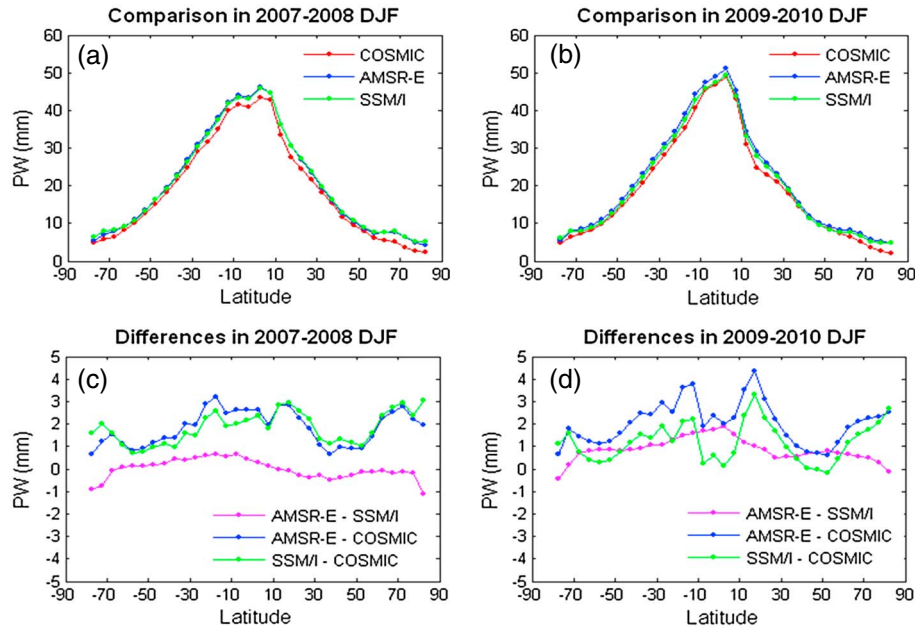 Comparison in 2007-2008 DJF
(a)
PW (mm)
60
50
40
30
20
10
0
COSMIC
AMSR-E
SSM/I
-90 -70 -50 -30 -10 10 30 50 70 90
Latitude
Comparison in 2009-2010 DJF
(b)
PW (mm)
60
50
40
30
20
10
0
COSMIC
AMSR-E
SSM/I
-90 -70 -50 -30 -10 10 30 50 70 90
Latitude
Differences in 2007-2008 DJF
(c)
PW (mm)
5
4
3
2
1
0
-1
2
3
4
5
AMSR-E - SSM/I
AMSR-E - COSMIC
SSM/I - COSMIC
-90 -70 -50 -30 -10 10 30 50 70 90
Latitude
Differences in 2009-2010 DJF
(d)
PW (mm)
5
4
3
2
1
0
-1
2
3
4
5
AMSR-E - SSM/I
AMSR-E - COSMIC
SSM/I - COSMIC
-90 -70 -50 -30 -10 10 30 50 70 90
Latitude